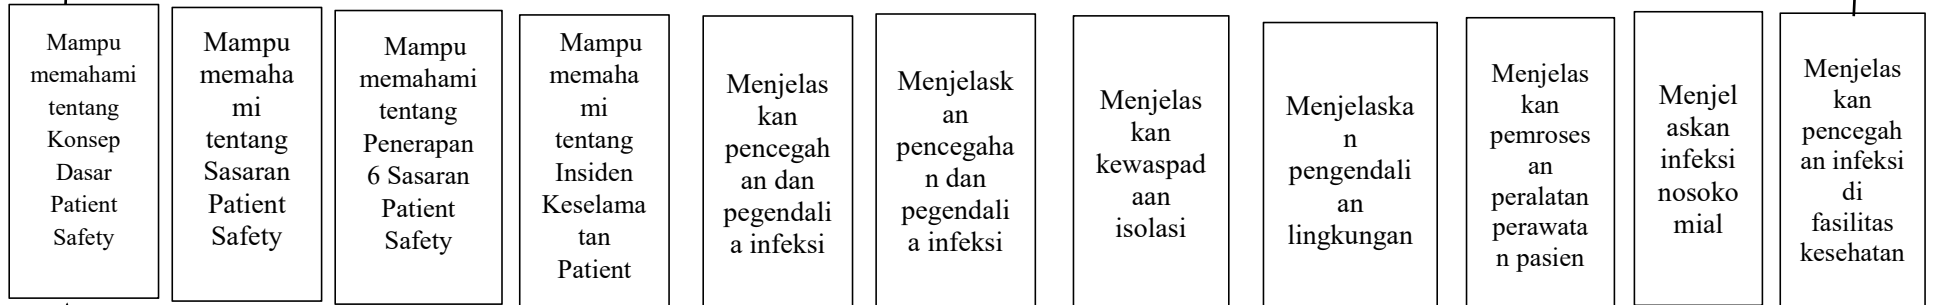 Mampu
memahami
tentang
Konsep
Dasar
Patient
Safety
Mampu
memaha
mi
tentang
Sasaran
Patient
Safety
Mampu
memahami
tentang
Penerapan
6 Sasaran
Patient
Safety
Mampu
memaha
mi
tentang
Insiden
Keselama
tan
Patient
Menjelas
kan
pencegah
an dan
pegendali
a infeksi
Menjelask
an
pencegaha
n dan
pegendali
a infeksi
Menjelas
kan
kewaspad
aan
isolasi
Menjelaska
n
pengendali
an
lingkungan
Menjelas
kan
pemroses
an
peralatan
perawata
n pasien
Menjel
askan
infeksi
nosoko
mial
Menjelas
kan
pencegah
an infeksi
di
fasilitas
kesehatan